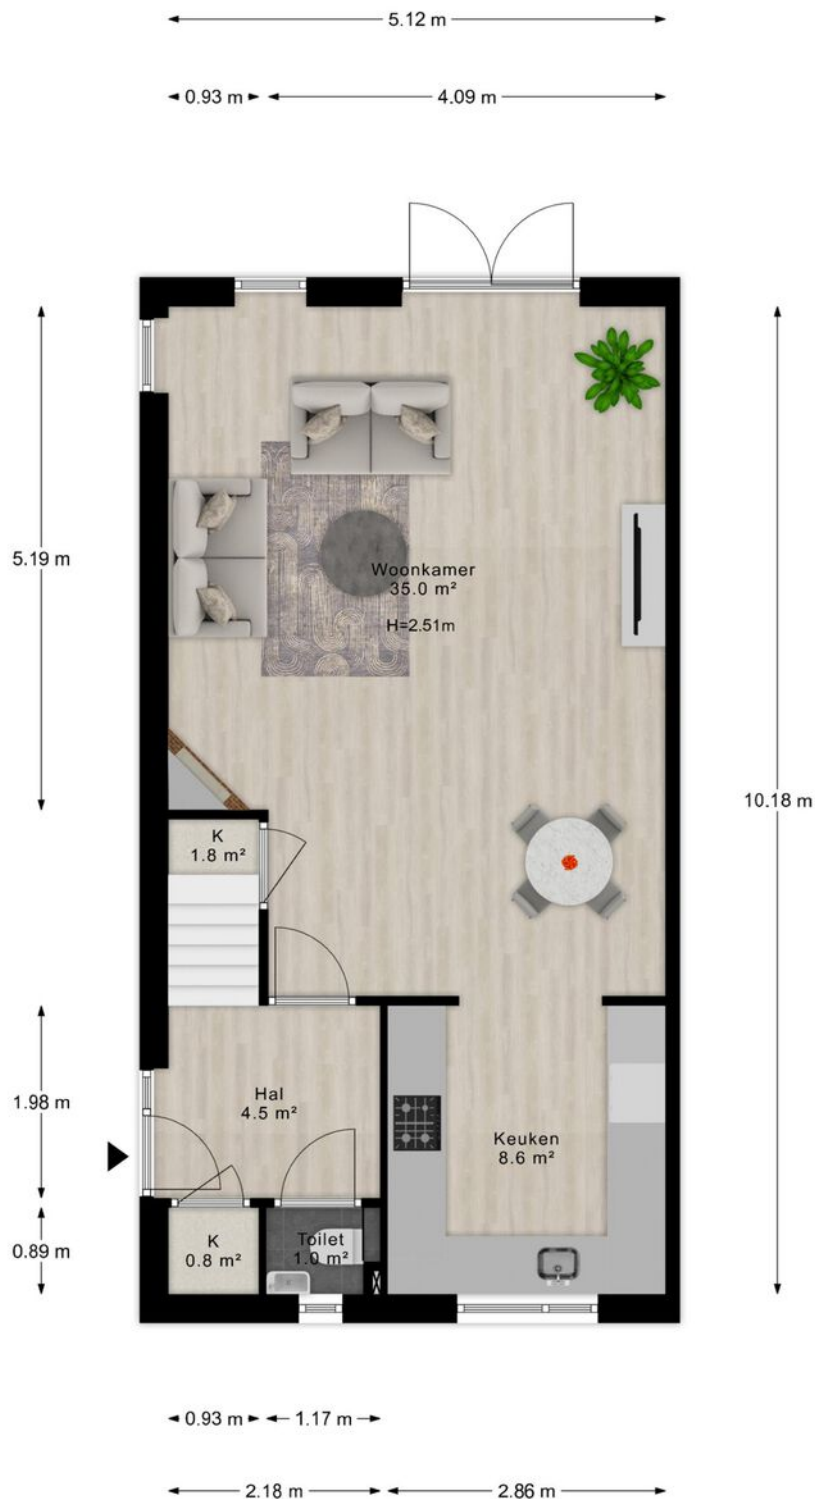 5.12 m
0.93 m
4.09 m
5.19 m
Woonkamer
35.0 m²
H=2.51m
10.18 m
K
1.8 m²
1.98 m
Hal
4.5 m²
Keuken
8.6 m²
0.89 m
K
0.8 m²
Toilet
1.0 m²
0.93 m
1.17 m
2.18 m
2.86 m